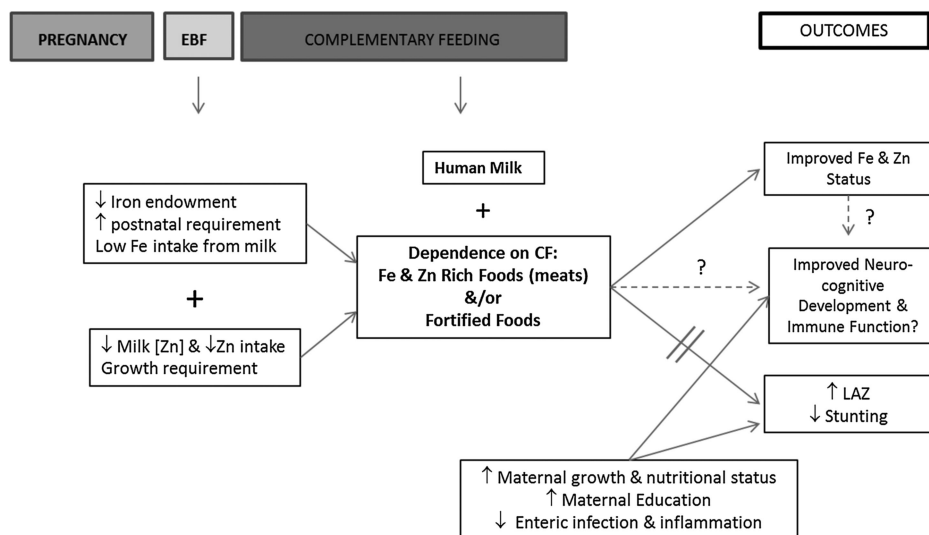 PREGNANCY
EBF
COMPLEMENTARY FEEDING
OUTCOMES
Human Milk
+
↓ Iron endowment
↑ postnatal requirement
Low Fe intake from milk
+
↓ Milk [Zn] & ↓Zn intake
Growth requirement
Dependence on CF:
Fe & Zn Rich Foods (meats)
&/or
Fortified Foods
?
Improved Fe & Zn
Status
?
Improved Neuro-
cognitive
Development &
Immune Function?
↑ LAZ
↓ Stunting
↑ Maternal growth & nutritional status
↑ Maternal Education
↓ Enteric infection & inflammation